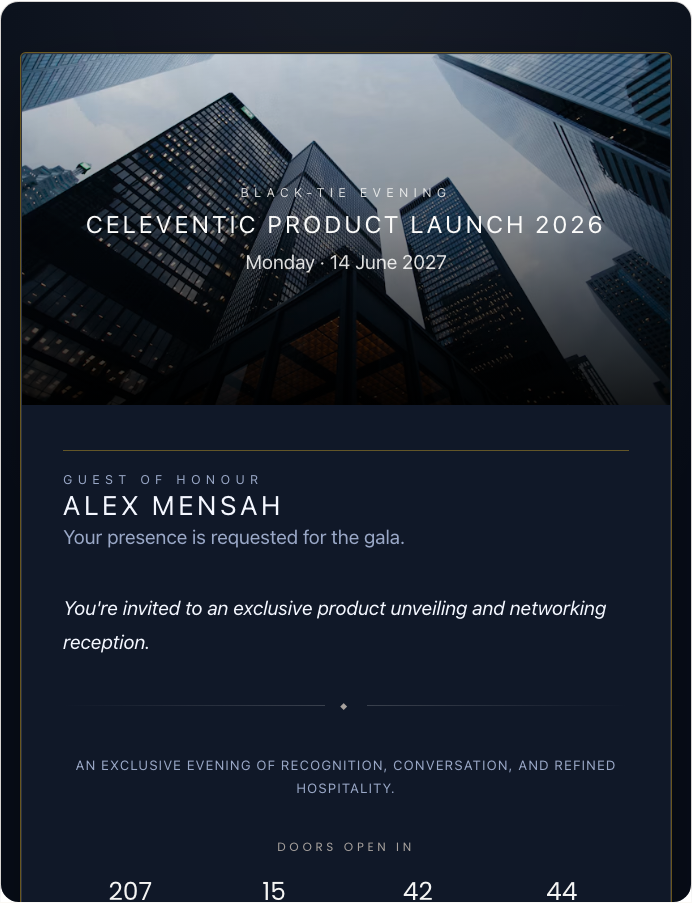 BLACK-TIE EVENING
CELEVENTIC PRODUCT LAUNCH 2026
Monday · 14 June 2027
GUEST OF HONOUR
ALEX MENSAH
Your presence is requested for the gala.
You're invited to an exclusive product unveiling and networking
reception.
AN EXCLUSIVE EVENING OF RECOGNITION, CONVERSATION, AND REFINED
HOSPITALITY.
DOORS OPEN IN
207 15 42 44